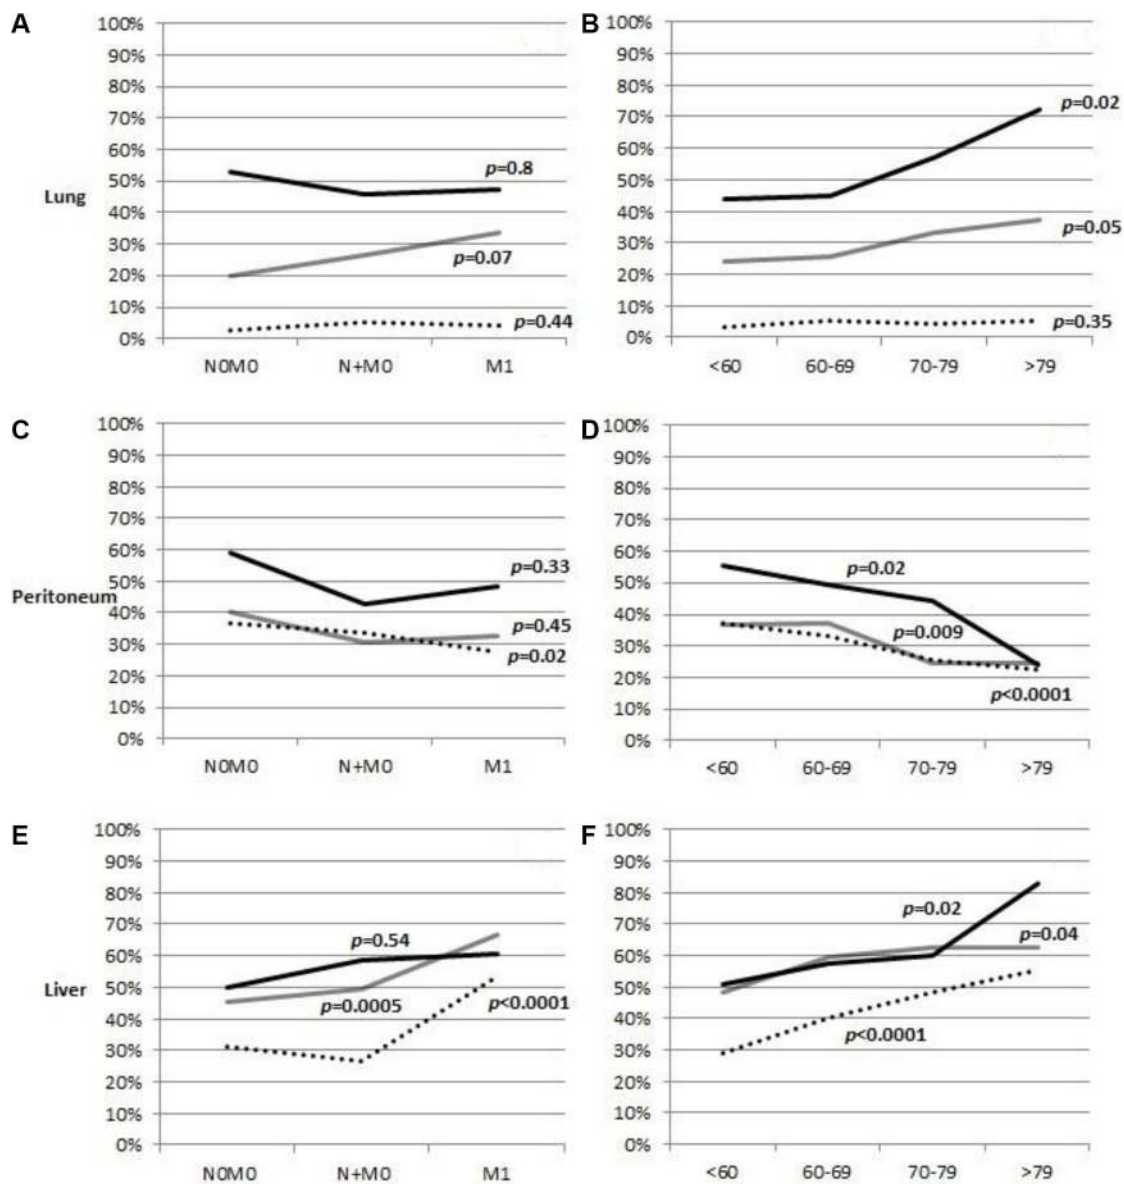 A
100%
90%
80%
70%
60%
50%
40%
30%
20%
10%
0%
Lung
p=0.8
p=0.07
p=0.44
N0M0 N+M0 M1
B
100%
90%
80%
70%
60%
50%
40%
30%
20%
10%
0%
p=0.02
p=0.05
p=0.35
<60 60-69 70-79 >79
C
100%
90%
80%
70%
60%
50%
40%
30%
20%
10%
0%
Peritoneum
p=0.33
p=0.45
p=0.02
N0M0 N+M0 M1
D
100%
90%
80%
70%
60%
50%
40%
30%
20%
10%
0%
p=0.02
p=0.009
p<0.0001
<60 60-69 70-79 >79
E
100%
90%
80%
70%
60%
50%
40%
30%
20%
10%
0%
Liver
p=0.54
p=0.0005
p<0.0001
N0M0 N+M0 M1
F
100%
90%
80%
70%
60%
50%
40%
30%
20%
10%
0%
p=0.02
p=0.04
p<0.0001
<60 60-69 70-79 >79